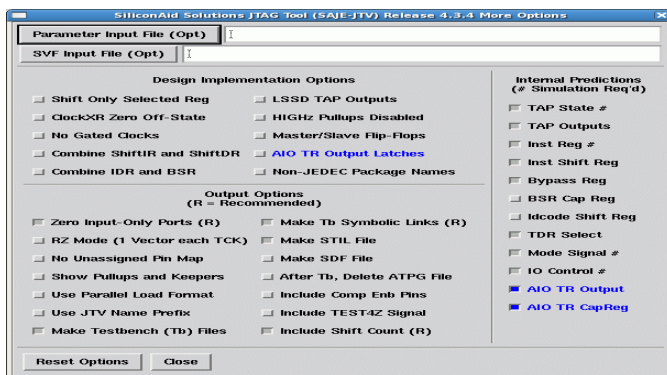 SiliconAid Solutions JTAG Tool (SAJE-JTV) Release 4.3.4 More Options
Parameter Input File (Opt)
SVF Input File (Opt)
Design Implementation Options
Shift Only Selected Reg
LSSD TAP Outputs
ClockXR Zero Off-State
HIGHz Pullups Disabled
No Gated Clocks
Master/Slave Flip-Flops
Combine ShiftIR and ShiftDR
AIO TR Output Latches
Combine IDR and BSR
Non-JEDEC Package Names
Output Options
(R = Recommended)
Zero Input-Only Ports (R)
Make Tb Symbolic Links (R)
RZ Mode (1 Vector each TCK)
Make STIL File
No Unassigned Pin Map
Make SDF File
Show Pullups and Keepers
After Tb, Delete ATPG File
Use Parallel Load Format
Include Comp Enb Pins
Use JTV Name Prefix
Include TEST4Z Signal
Make Testbench (Tb) Files
Include Shift Count (R)
Internal Predictions
(# Simulation Req'd)
TAP State #
TAP Outputs
Inst Reg #
Inst Shift Reg
Bypass Reg
BSR Cap Reg
Idcode Shift Reg
TDR Select
Mode Signal #
IO Control #
AIO TR Output
AIO TR CapReg
Reset Options
Close